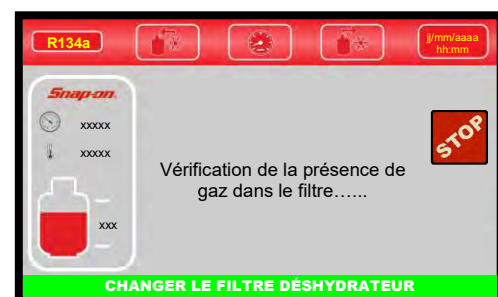 R134a
jj/mm/aaaa
hh:mm
Snap-on
xxxxx
xxxxx
xxx
Vérification de la présence de
gaz dans le filtre…...
STOP
CHANGER LE FILTRE DÉSHYDRATEUR